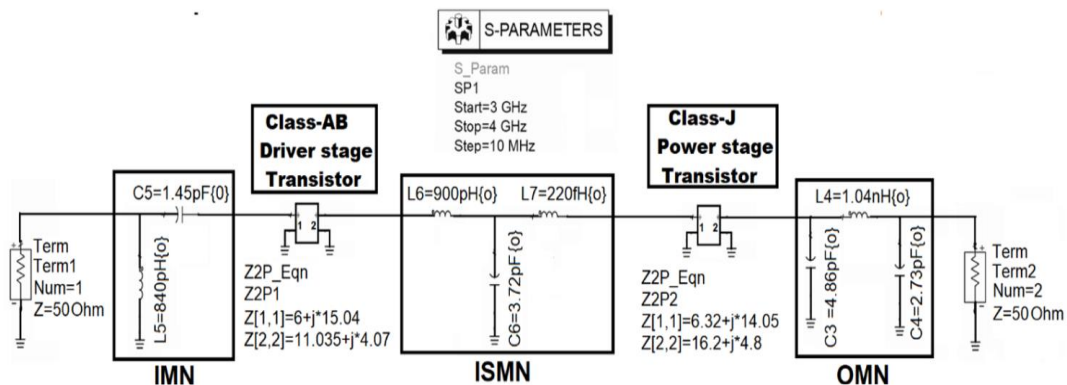 S-PARAMETERS
S_Param
SP1
Start=3 GHz
Stop=4 GHz
Step=10 MHz
Class-AB
Driver stage
Transistor
Class-J
Power stage
Transistor
C5=1.45pF{0}
L6=900pH{o}
L7=220fH{o}
L4=1.04nH{o}
1 2
1 2
Term
Term1
Num=1
Z=50Ohm
L5=840pH{o}
Z2P_Eqn
Z2P1
Z[1,1]=6+j*15.04
Z[2,2]=11.035+j*4.07
C6=3.72pF{o}
Z2P_Eqn
Z2P2
Z[1,1]=6.32+j*14.05
Z[2,2]=16.2+j*4.8
C3 =4.86pF{o}
C4=2.73pF{o}
Term
Term2
Num=2
Z=50Ohm
IMN
ISMN
OMN